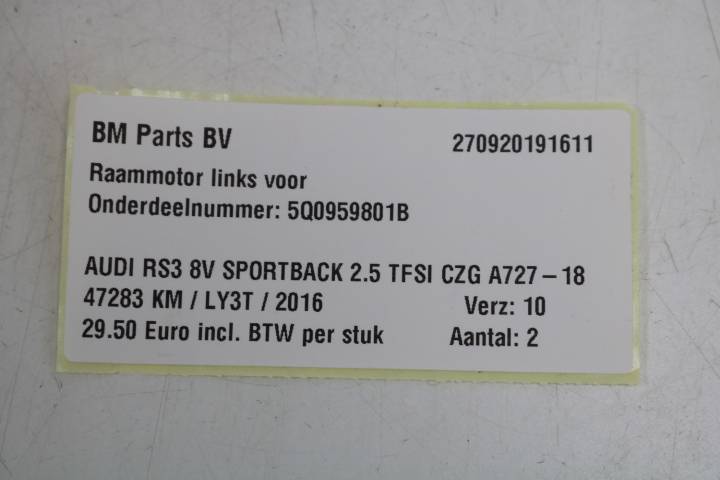 BM Parts BV 270920191611
Raammotor links voor
Onderdeelnummer: 5Q0959801B
AUDI RS3 8V SPORTBACK 2.5 TFSI CZG A727 – 18
47283 KM / LY3T / 2016 Verz: 10
29.50 Euro incl. BTW per stuk Aantal: 2